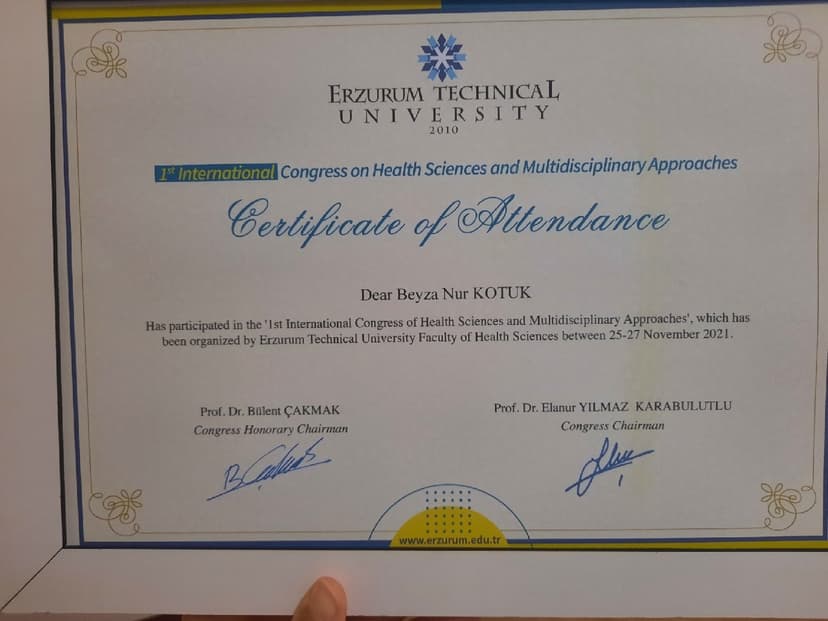 ERZURUM TECHNICAL
UNIVERSITY
2010
1st International Congress on Health Sciences and Multidisciplinary Approaches
Certificate of Attendance
Dear Beyza Nur KOTUK
Has participated in the '1st International Congress of Health Sciences and Multidisciplinary Approaches', which has
been organized by Erzurum Technical University Faculty of Health Sciences between 25-27 November 2021.
Prof. Dr. Bülent ÇAKMAK
Congress Honorary Chairman
Prof. Dr. Elanur YILMAZ KARABULUTLU
Congress Chairman
www.erzurum.edu.tr